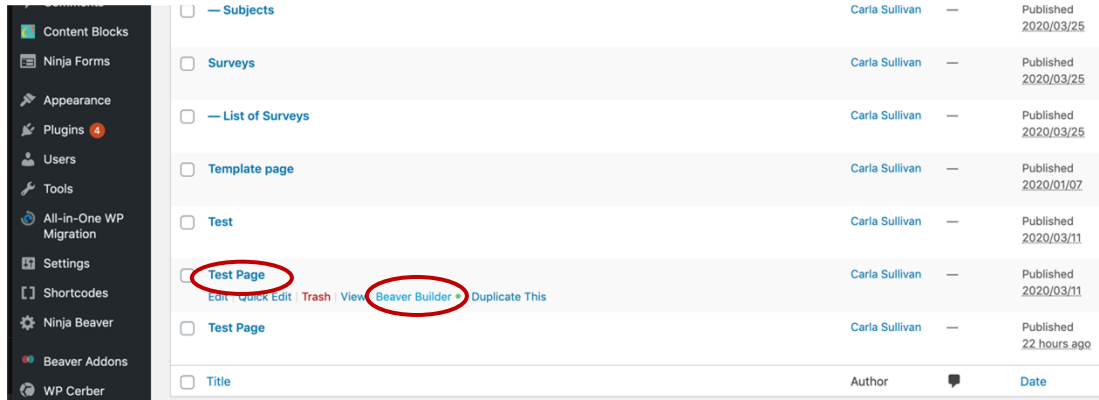 Comments
Content Blocks
Ninja Forms
Appearance
Plugins 4
Users
Tools
All-in-One WP
Migration
Settings
Shortcodes
Ninja Beaver
Beaver Addons
WP Cerber
— Subjects Carla Sullivan — Published
2020/03/25
Surveys Carla Sullivan — Published
2020/03/25
— List of Surveys Carla Sullivan — Published
2020/03/25
Template page Carla Sullivan — Published
2020/01/07
Test Carla Sullivan — Published
2020/03/11
Test Page Carla Sullivan — Published
Edit | Quick Edit | Trash | View | Beaver Builder • Duplicate This 2020/03/11
Test Page Carla Sullivan — Published
22 hours ago
Title Author Date